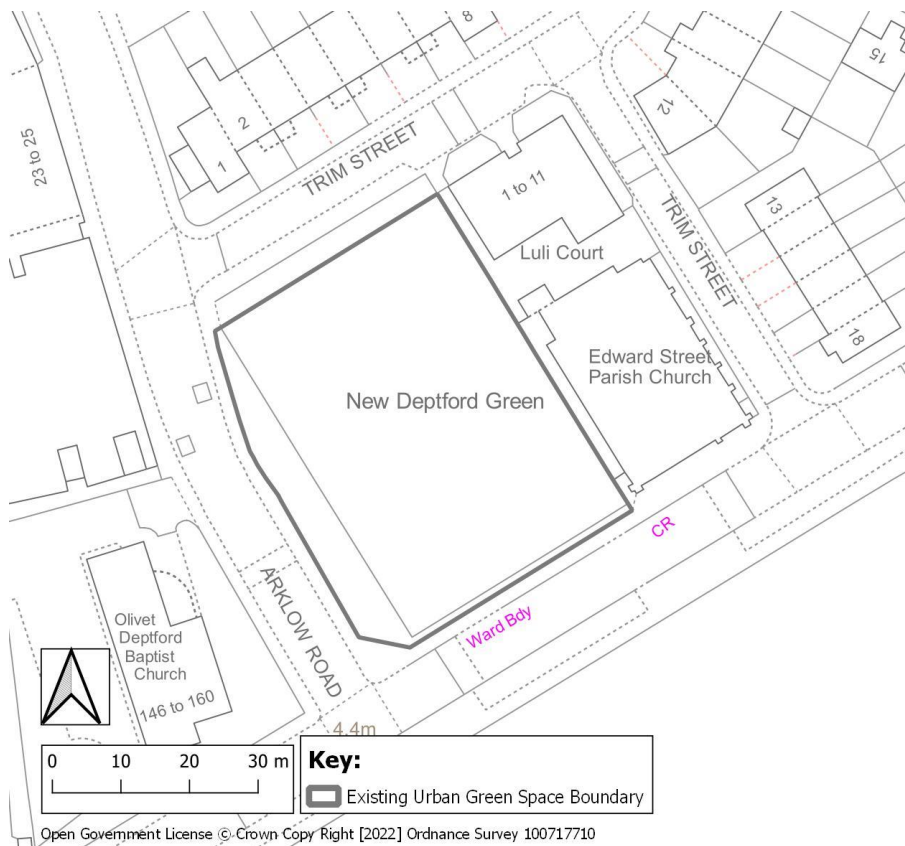 8
15
23 to 25
2
1
12
TRIM STREET
1 to 11
13
TRIM STREET
Luli Court
18
Edward Street
Parish Church
New Deptford Green
CR
Ward Bdy
ARKLOW ROAD
Olivet
Deptford
Baptist
Church
146 to 160
4.4m
0 10 20 30 m
Key:
Existing Urban Green Space Boundary
Open Government License © Crown Copy Right [2022] Ordnance Survey 100717710